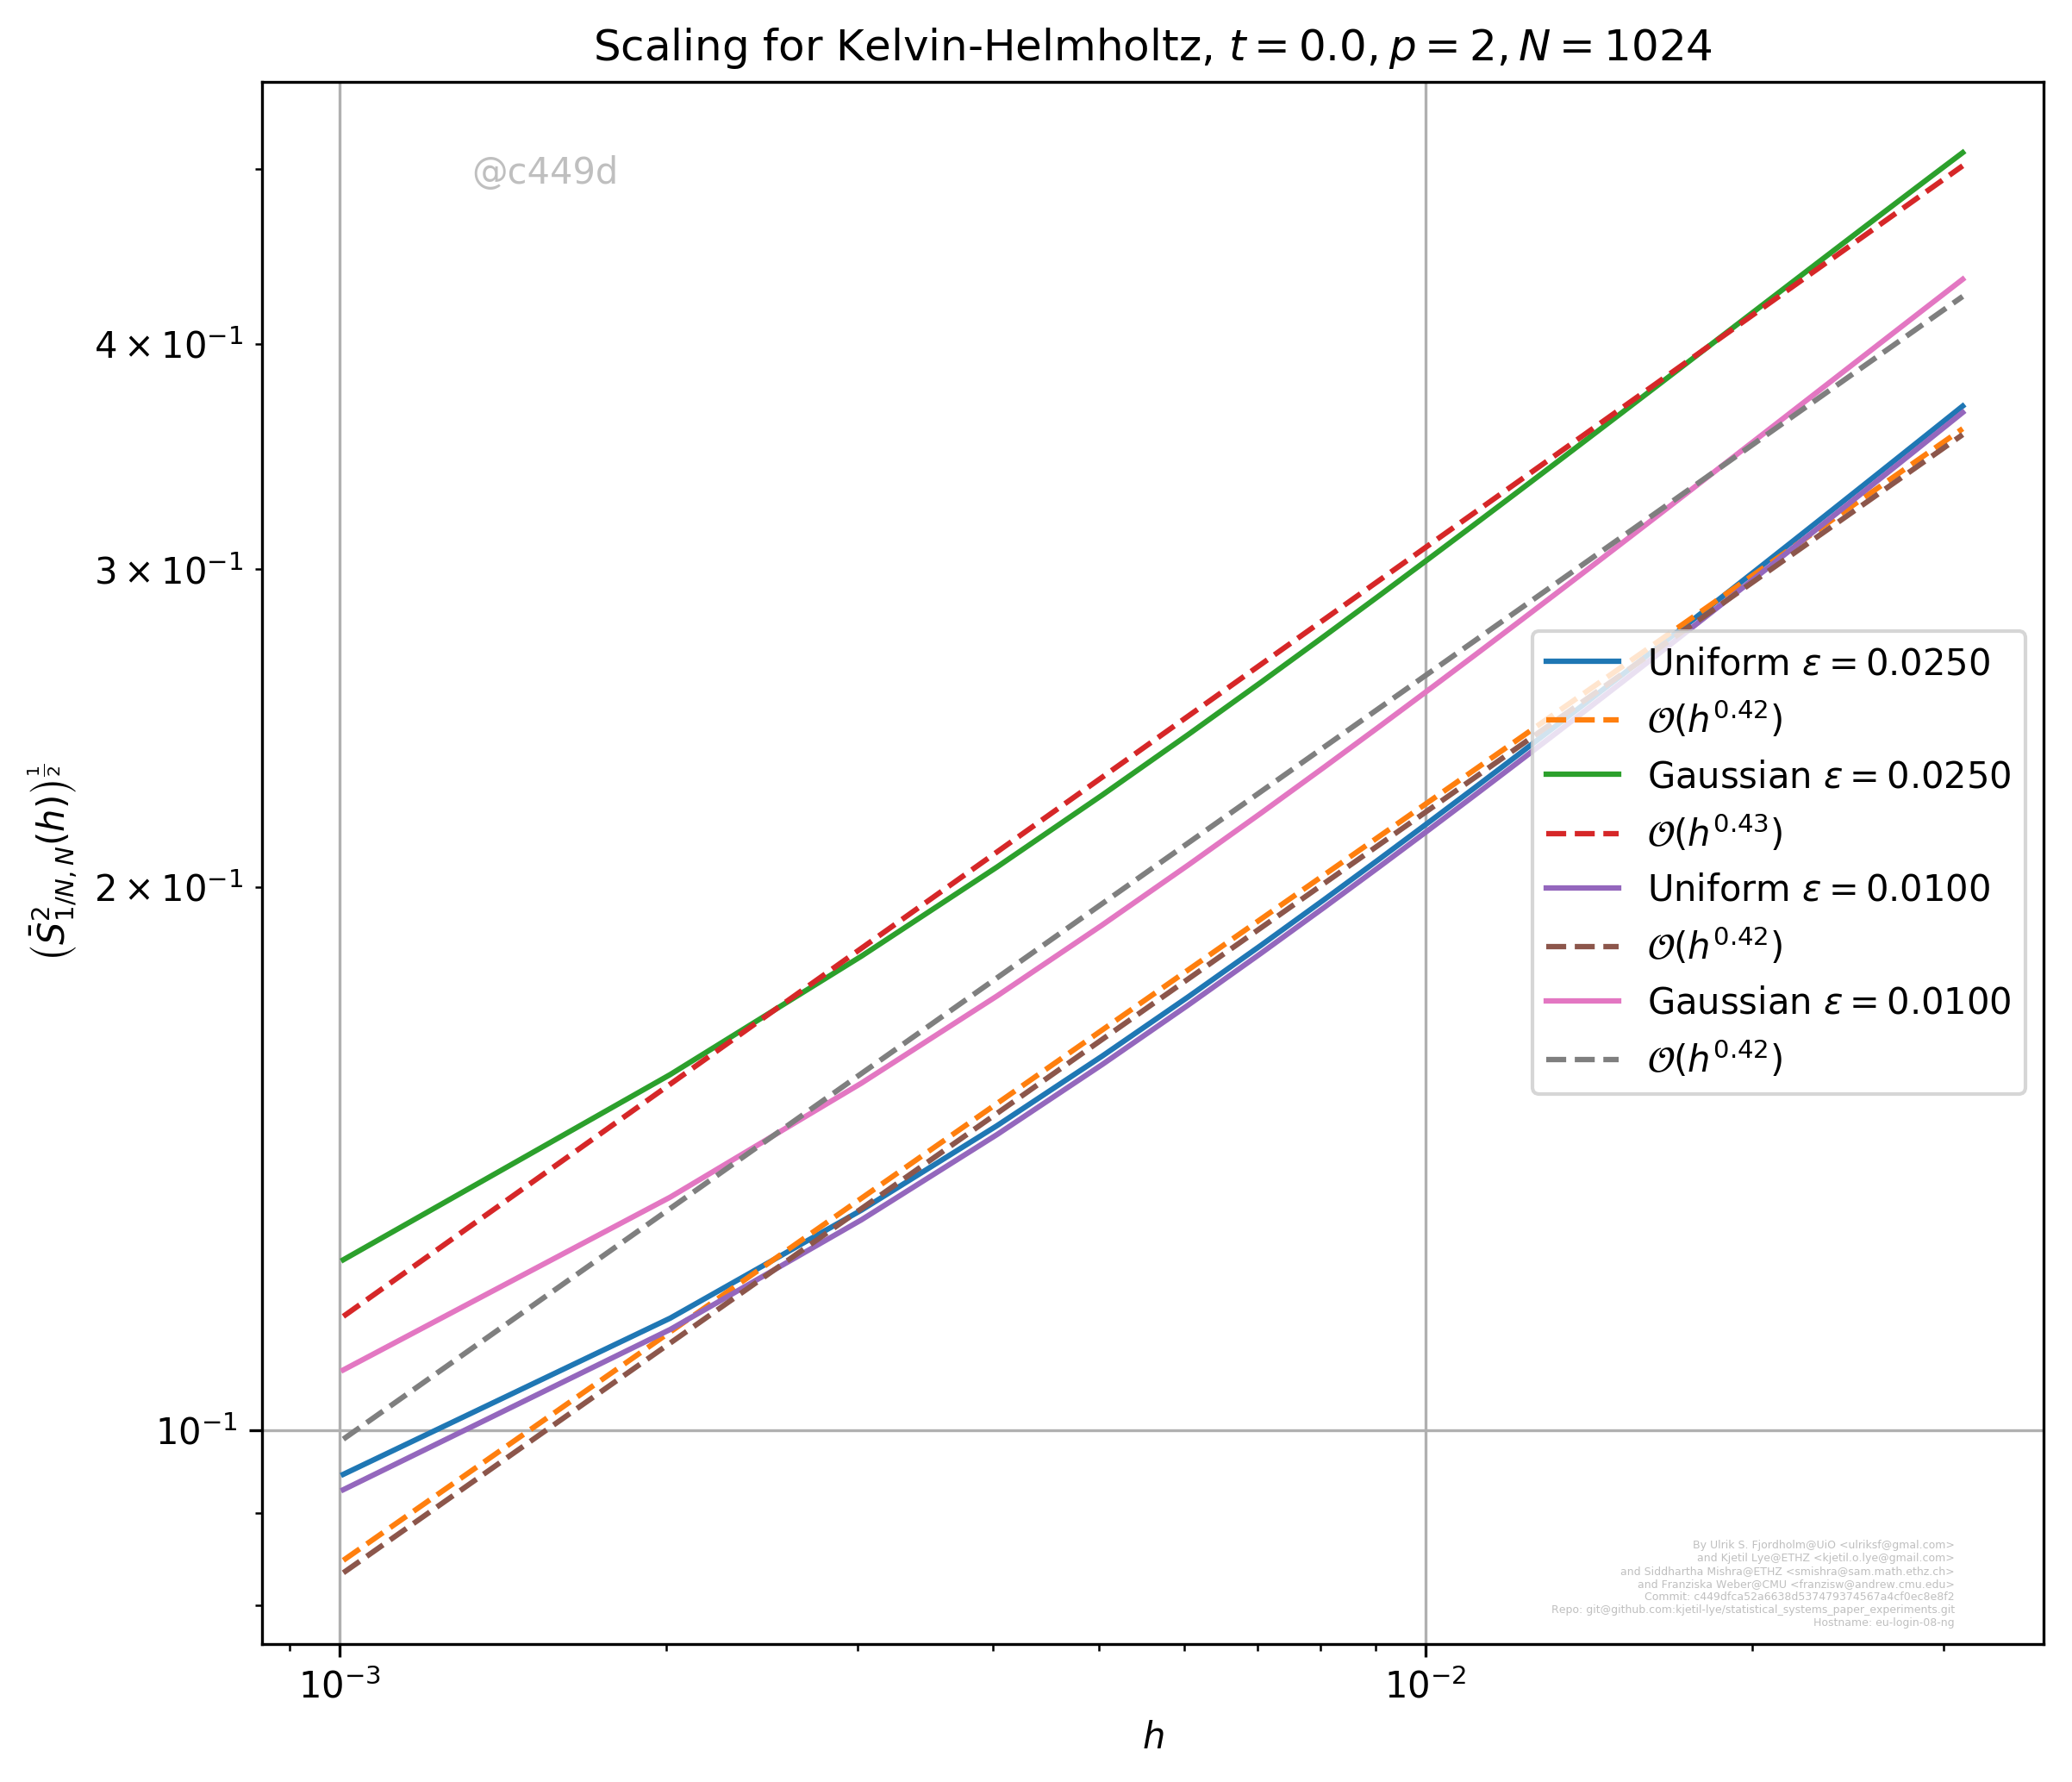 Scaling for Kelvin-Helmholtz, t = 0.0, p = 2, N = 1024
@c449d
4 × 10⁻¹
3 × 10⁻¹
2 × 10⁻¹
10⁻¹
(S̄²₁/N, N(h))^½
Uniform ε = 0.0250
𝒪(h^0.42)
Gaussian ε = 0.0250
𝒪(h^0.43)
Uniform ε = 0.0100
𝒪(h^0.42)
Gaussian ε = 0.0100
𝒪(h^0.42)
By Ulrik S. Fjordholm@UiO <ulriksf@gmal.com>
and Kjetil Lye@ETHZ <kjetil.o.lye@gmail.com>
and Siddhartha Mishra@ETHZ <smishra@sam.math.ethz.ch>
and Franziska Weber@CMU <franzisw@andrew.cmu.edu>
Commit: c449dfca52a6638d537479374567a4cf0ec8e8f2
Repo: git@github.com:kjetil-lye/statistical_systems_paper_experiments.git
Hostname: eu-login-08-ng
10⁻³
10⁻²
h